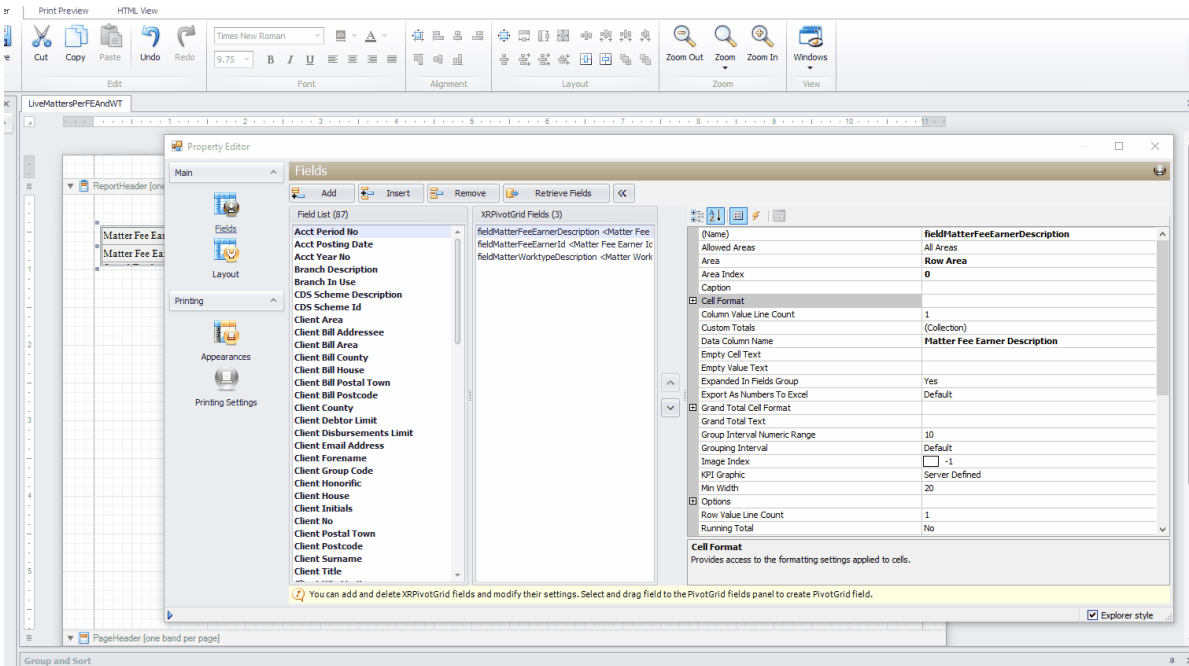 Print Preview HTML View
Cut Copy Paste Undo Redo Times New Roman 9.75 B I U Zoom Out Zoom Zoom In Windows
Edit Font Alignment Layout Zoom View
LiveMattersPerFEAndWT
1 2 3 4 5 6 7 8 9 10 11
Property Editor
Main
Fields
Layout
Printing
Appearances
Printing Settings
ReportHeader [one
Matter Fee Ear
Matter Fee Ea
Fields
Add Insert Remove Retrieve Fields
Field List (87)
Acct Period No
Acct Posting Date
Acct Year No
Branch Description
Branch In Use
CDS Scheme Description
CDS Scheme Id
Client Area
Client Bill Addressee
Client Bill Area
Client Bill County
Client Bill House
Client Bill Postal Town
Client Bill Postcode
Client County
Client Debtor Limit
Client Disbursements Limit
Client Email Address
Client Forename
Client Group Code
Client Honorific
Client House
Client Initials
Client No
Client Postal Town
Client Postcode
Client Surname
Client Title
XRPivotGrid Fields (3)
fieldMatterFeeEarnerDescription <Matter Fee
fieldMatterFeeEarnerId <Matter Fee Earner Id
fieldMatterWorktypeDescription <Matter Work
(Name) fieldMatterFeeEarnerDescription
Allowed Areas All Areas
Area Row Area
Area Index 0
Caption
Cell Format
Column Value Line Count 1
Custom Totals (Collection)
Data Column Name Matter Fee Earner Description
Empty Cell Text
Empty Value Text
Expanded In Fields Group Yes
Export As Numbers To Excel Default
Grand Total Cell Format
Grand Total Text
Group Interval Numeric Range 10
Grouping Interval Default
Image Index -1
KPI Graphic Server Defined
Min Width 20
Options
Row Value Line Count 1
Running Total No
Cell Format
Provides access to the formatting settings applied to cells.
You can add and delete XRPivotGrid fields and modify their settings. Select and drag field to the PivotGrid fields panel to create PivotGrid field.
Explorer style
PageHeader [one band per page]
Group and Sort